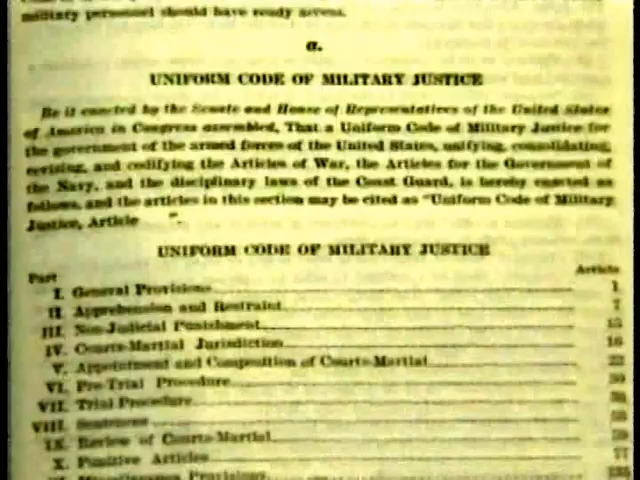 military personnel should have ready access.
a.
UNIFORM CODE OF MILITARY JUSTICE
Be it enacted by the Senate and House of Representatives of the United States
of America in Congress assembled, That a Uniform Code of Military Justice for
the government of the armed forces of the United States, unifying, consolidating,
revising, and codifying the Articles of War, the Articles for the Government of
the Navy, and the disciplinary laws of the Coast Guard, is hereby enacted as
follows, and the articles in this section may be cited as "Uniform Code of Military
Justice, Article ".
UNIFORM CODE OF MILITARY JUSTICE
Part Article
I. General Provisions 1
II. Apprehension and Restraint 7
III. Non-Judicial Punishment 15
IV. Courts-Martial Jurisdiction 16
V. Appointment and Composition of Courts-Martial 22
VI. Pre-Trial Procedure 30
VII. Trial Procedure
VIII. Sentences
IX. Review of Courts-Martial
X. Punitive Articles 77
Miscellaneous Provisions